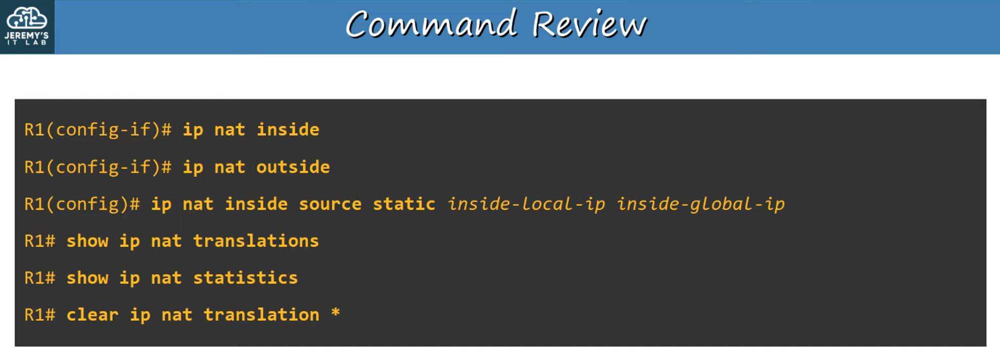 JEREMY'S
IT LAB
Command Review
R1(config-if)# ip nat inside
R1(config-if)# ip nat outside
R1(config)# ip nat inside source static inside-local-ip inside-global-ip
R1# show ip nat translations
R1# show ip nat statistics
R1# clear ip nat translation *